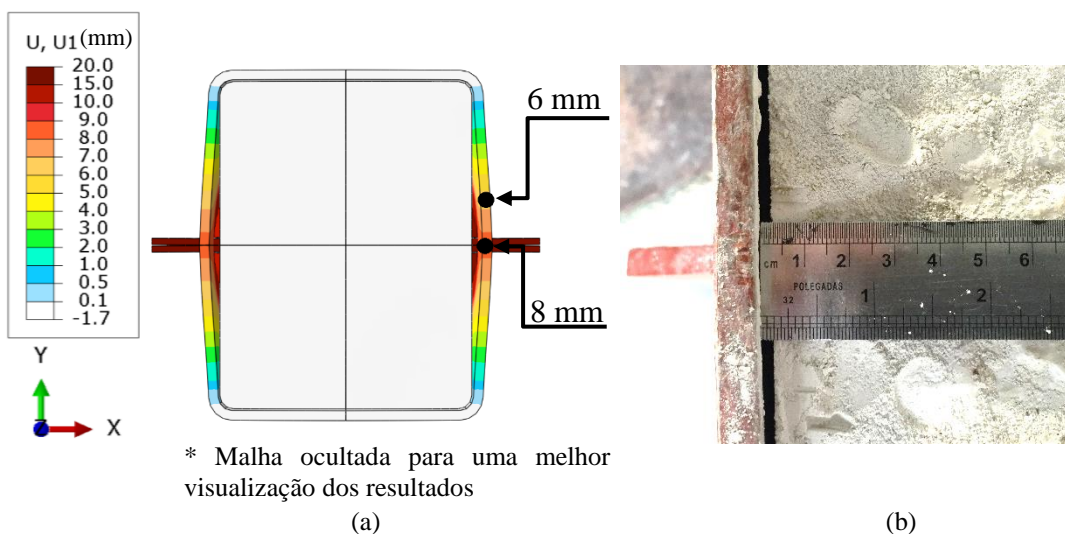 U, U1 (mm)
20.0
15.0
10.0
9.0
8.0
7.0
6.0
5.0
4.0
3.0
2.0
1.0
0.5
0.1
-1.7
Y
Z
X
6 mm
8 mm
* Malha ocultada para uma melhor
visualização dos resultados
(a)
cm 1 2 3 4 5 6
POLEGADAS
32 1 2
(b)